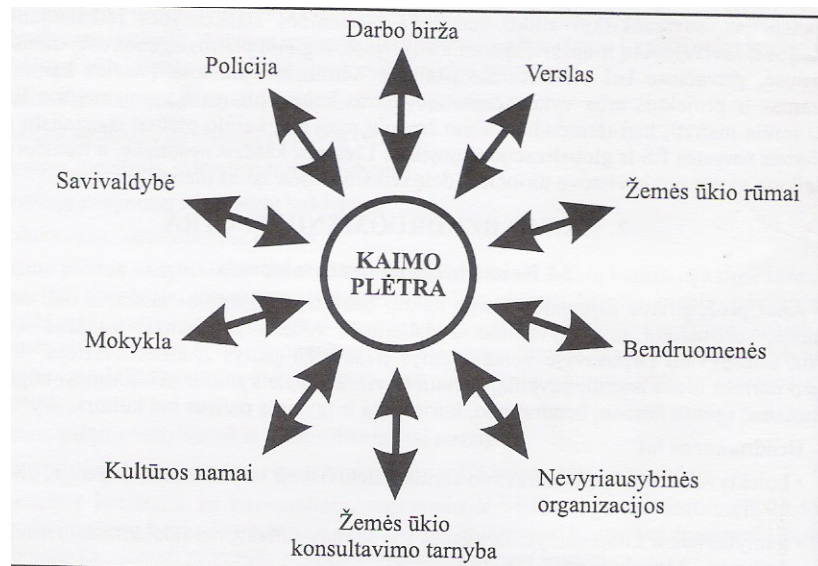 Darbo birža
Policija
Verslas
Savivaldybė
Žemės ūkio rūmai
KAIMO
PLĖTRA
Mokykla
Bendruomenės
Kultūros namai
Nevyriausybinės
organizacijos
Žemės ūkio
konsultavimo tarnyba